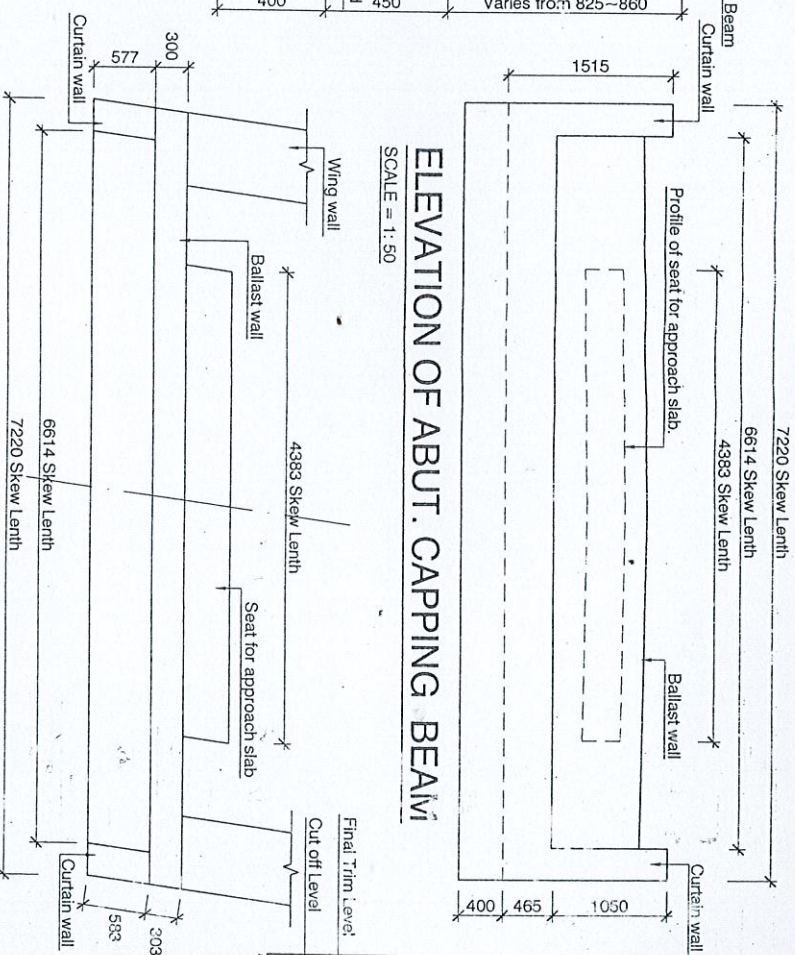 400
450
Varies from 825~860
Beam
7220 Skew Lenth
6614 Skew Lenth
4383 Skew Lenth
Curtain wall
Profile of seat for approach slab.
Ballast wall
Curtain wall
1515
1050
465
400
ELEVATION OF ABUT. CAPPING BEAM
SCALE = 1:50
Final Trim Level
Cut off Level
Wing wall
Ballast wall
4383 Skew Lenth
Seat for approach slab
300
577
Curtain wall
Curtain wall
303
583
6614 Skew Lenth
7220 Skew Lenth